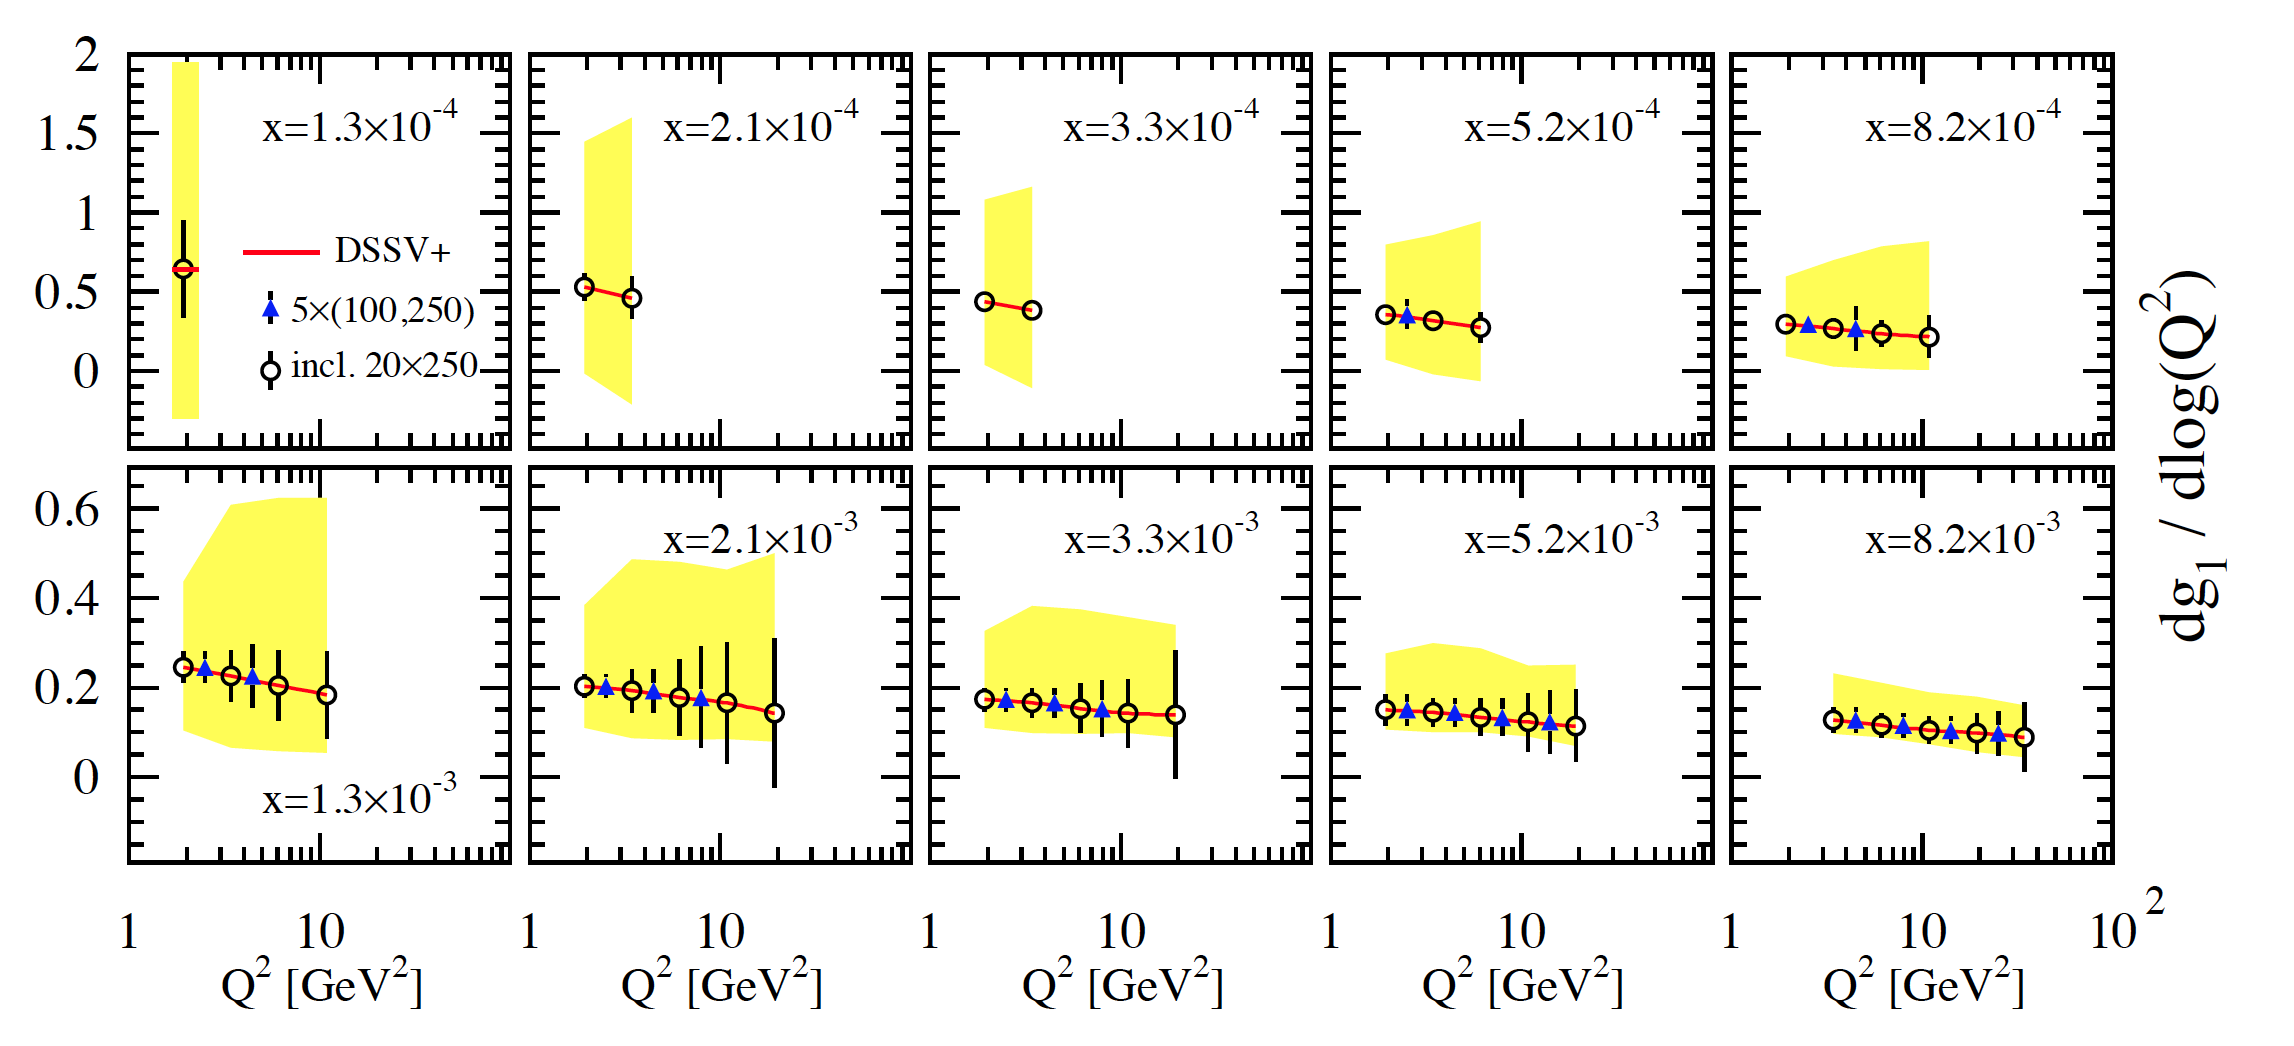 2
1.5
1
0.5
0
x=1.3×10⁻⁴
DSSV+
5×(100,250)
incl. 20×250
x=2.1×10⁻⁴
x=3.3×10⁻⁴
x=5.2×10⁻⁴
x=8.2×10⁻⁴
0.6
0.4
0.2
0
x=1.3×10⁻³
x=2.1×10⁻³
x=3.3×10⁻³
x=5.2×10⁻³
x=8.2×10⁻³
dg₁ / dlog(Q²)
1 10 1 10 1 10 1 10 1 10 10²
Q² [GeV²] Q² [GeV²] Q² [GeV²] Q² [GeV²] Q² [GeV²]